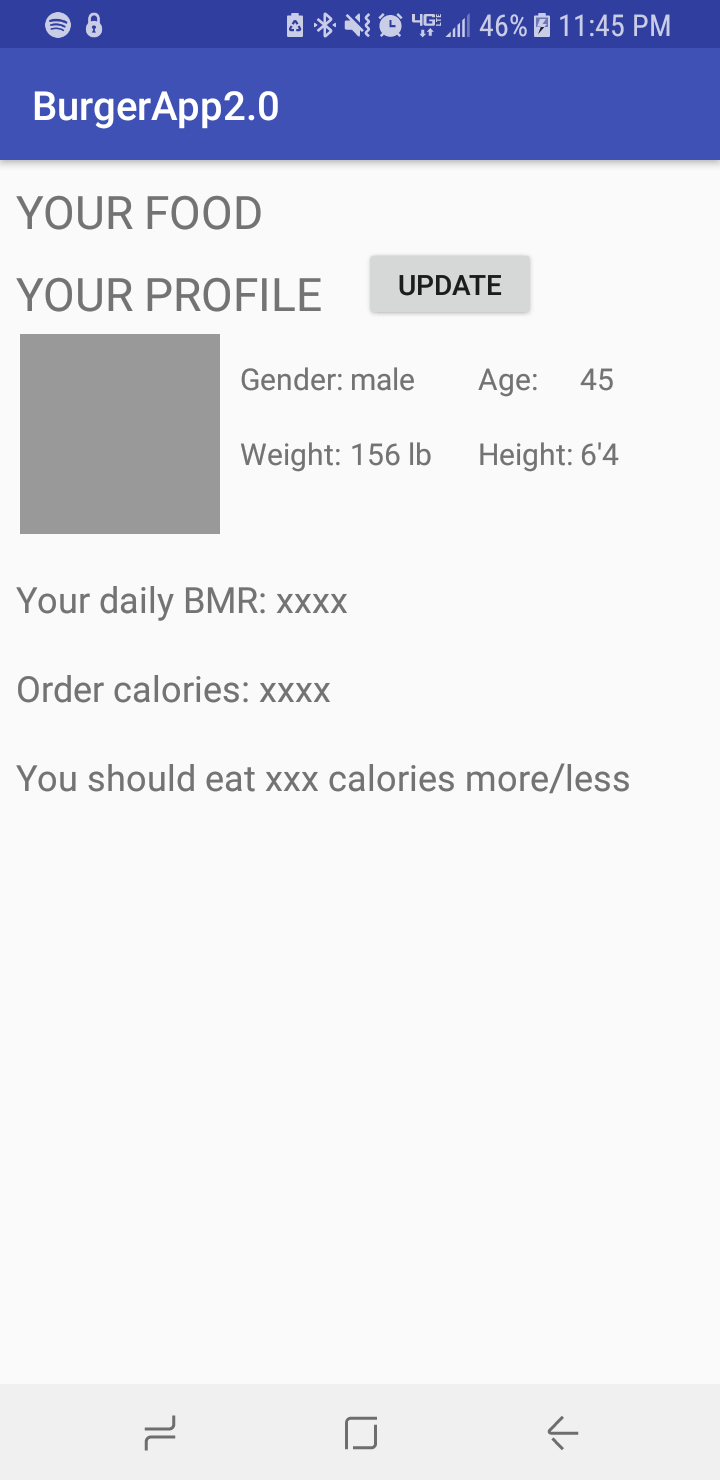 4G LTE 46% 11:45 PM
BurgerApp2.0
YOUR FOOD
YOUR PROFILE UPDATE
Gender: male Age: 45
Weight: 156 lb Height: 6'4
Your daily BMR: xxxx
Order calories: xxxx
You should eat xxx calories more/less